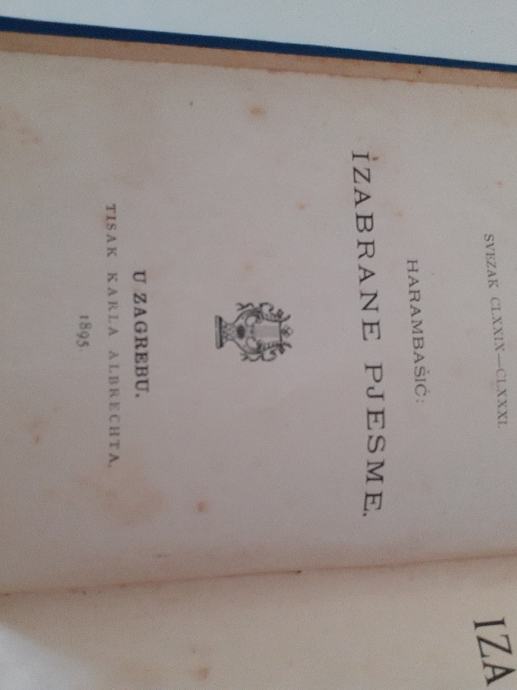 SVEZAK CLXXIX—CLXXXI.
HARAMBAŠIĆ:
IZABRANE PJESME.
U ZAGREBU.
TISAK KARLA ALBRECHTA.
1895.
IZA